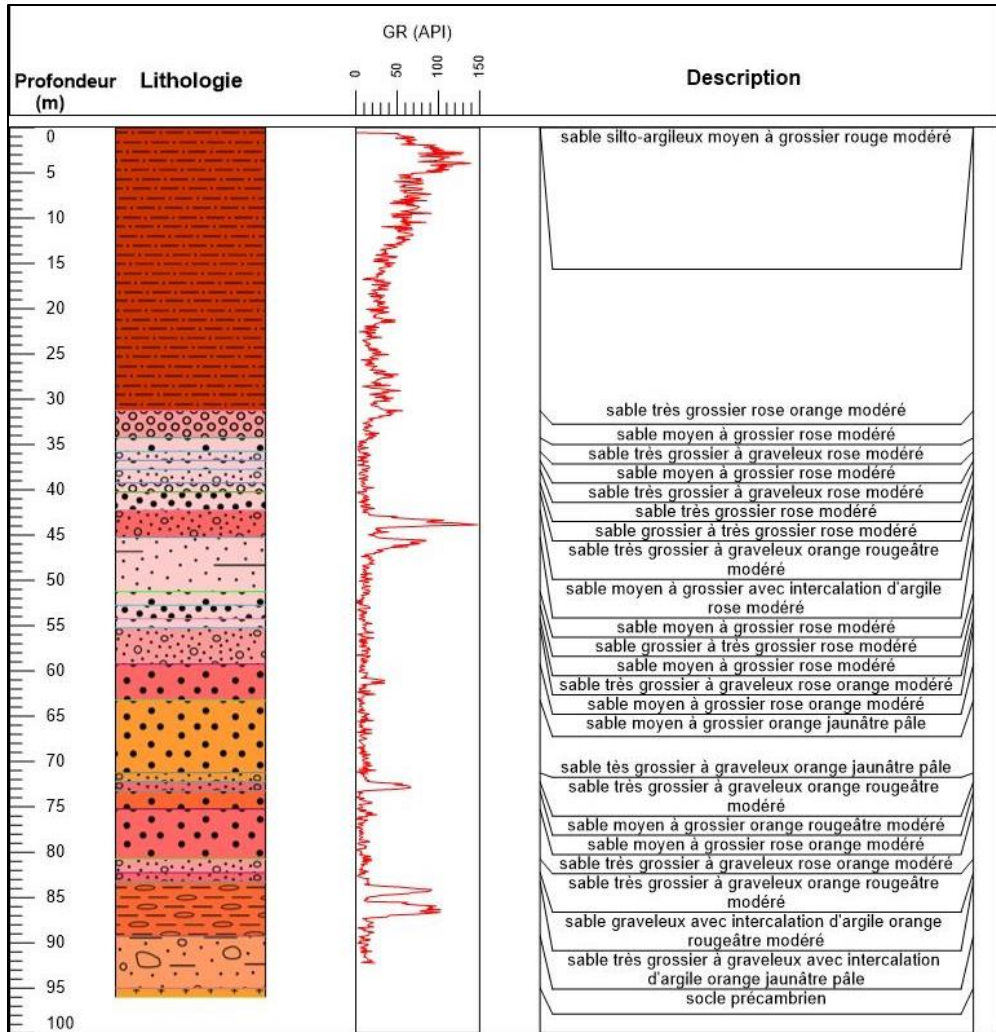 GR (API)
0 50 100 150
Profondeur
(m)
Lithologie
Description
0
5
10
15
20
25
30
35
40
45
50
55
60
65
70
75
80
85
90
95
100
sable silto-argileux moyen à grossier rouge modéré
sable très grossier rose orange modéré
sable moyen à grossier rose modéré
sable très grossier à graveleux rose modéré
sable moyen à grossier rose modéré
sable très grossier à graveleux rose modéré
sable très grossier rose modéré
sable grossier à très grossier rose modéré
sable très grossier à graveleux orange rougeâtre
modéré
sable moyen à grossier avec intercalation d'argile
rose modéré
sable moyen à grossier rose modéré
sable grossier à très grossier rose modéré
sable moyen à grossier rose modéré
sable très grossier à graveleux rose orange modéré
sable moyen à grossier rose orange modéré
sable moyen à grossier orange jaunâtre pâle
sable tès grossier à graveleux orange jaunâtre pâle
sable très grossier à graveleux orange rougeâtre
modéré
sable moyen à grossier orange rougeâtre modéré
sable moyen à grossier rose orange modéré
sable très grossier à graveleux rose orange modéré
sable très grossier à graveleux orange rougeâtre
modéré
sable graveleux avec intercalation d'argile orange
rougeâtre modéré
sable très grossier à graveleux avec intercalation
d'argile orange jaunâtre pâle
socle précambrien